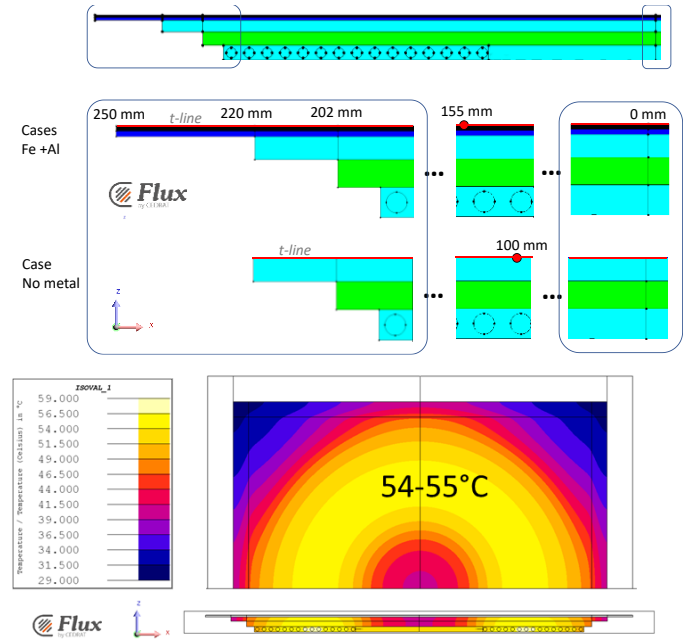 250 mm
t-line
220 mm
202 mm
155 mm
0 mm
Cases
Fe +Al
Flux
by CEDRAT
z
x
Case
No metal
t-line
100 mm
z
x
ISOVAL_1
Temperature / Temperature (Celsius) in °C
59.000
56.500
54.000
51.500
49.000
46.500
44.000
41.500
39.000
36.500
34.000
31.500
29.000
54-55°C
Flux
by CEDRAT
z
x